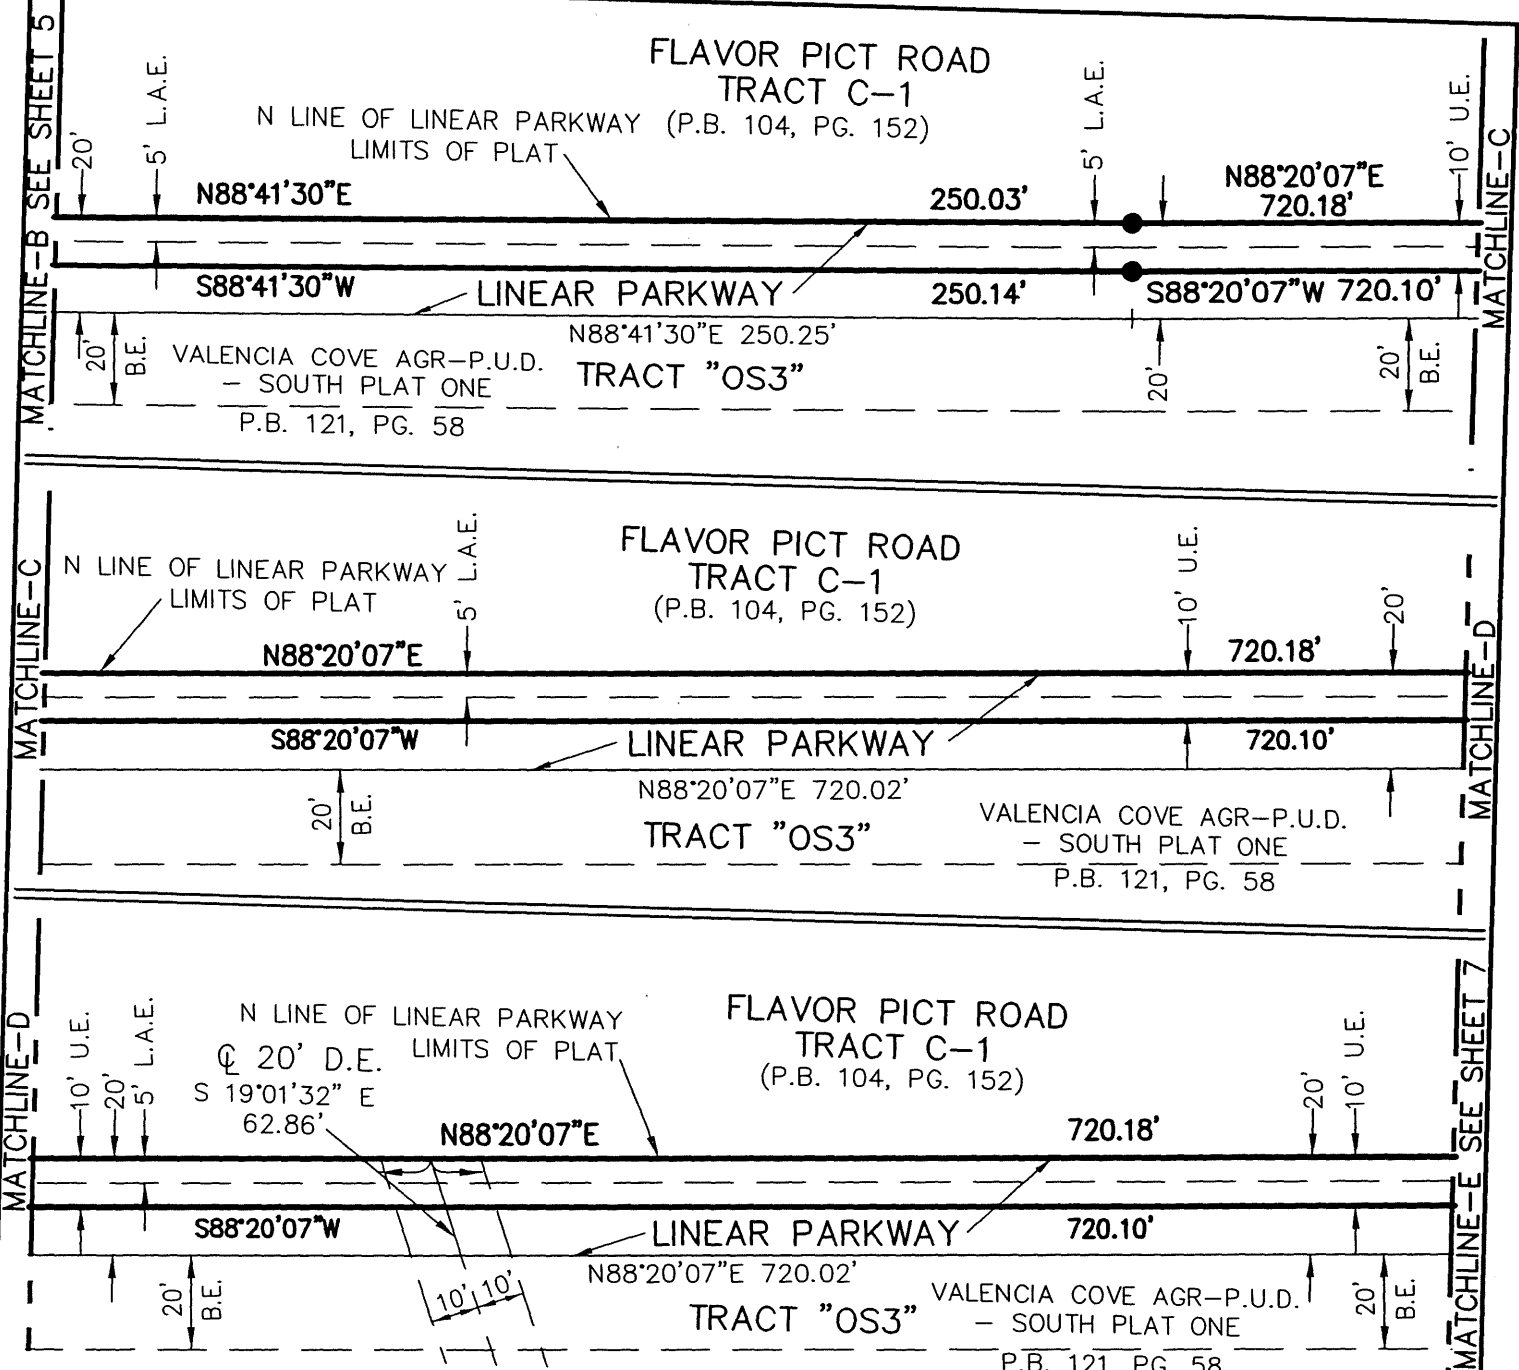 MATCHLINE-B SEE SHEET 5
20'
5' L.A.E.
FLAVOR PICT ROAD
TRACT C-1
(P.B. 104, PG. 152)
N LINE OF LINEAR PARKWAY
LIMITS OF PLAT
5' L.A.E.
10' U.E.
MATCHLINE-C
N88°41'30"E
250.03'
N88°20'07"E
720.18'
S88°41'30"W
LINEAR PARKWAY
250.14'
S88°20'07"W 720.10'
N88°41'30"E 250.25'
20'
B.E.
VALENCIA COVE AGR-P.U.D.
- SOUTH PLAT ONE
P.B. 121, PG. 58
TRACT "OS3"
20'
20'
B.E.
MATCHLINE-C
N LINE OF LINEAR PARKWAY
LIMITS OF PLAT
5' L.A.E.
FLAVOR PICT ROAD
TRACT C-1
(P.B. 104, PG. 152)
10' U.E.
20'
MATCHLINE-D
N88°20'07"E
720.18'
S88°20'07"W
LINEAR PARKWAY
720.10'
N88°20'07"E 720.02'
20'
B.E.
TRACT "OS3"
VALENCIA COVE AGR-P.U.D.
- SOUTH PLAT ONE
P.B. 121, PG. 58
MATCHLINE-D
10' U.E.
20'
5' L.A.E.
N LINE OF LINEAR PARKWAY
LIMITS OF PLAT
℄ 20' D.E.
S 19°01'32" E
62.86'
FLAVOR PICT ROAD
TRACT C-1
(P.B. 104, PG. 152)
20'
10' U.E.
MATCHLINE-E SEE SHEET 7
N88°20'07"E
720.18'
S88°20'07"W
LINEAR PARKWAY
720.10'
N88°20'07"E 720.02'
20'
B.E.
10'
10'
TRACT "OS3"
VALENCIA COVE AGR-P.U.D.
- SOUTH PLAT ONE
P.B. 121, PG. 58
20'
B.E.